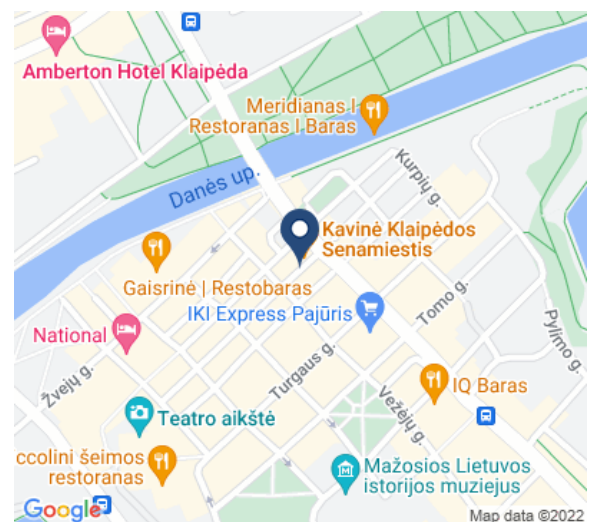 Amberton Hotel Klaipėda
Meridianas |
Restoranas | Baras
Kurpių g.
Danės up.
Kavinė Klaipėdos
Senamiestis
Gaisrinė | Restobaras
IKI Express Pajūris
Tomo g.
National
Pylimo g.
Žvejų g.
Turgaus g.
IQ Baras
Vežėjų g.
Teatro aikštė
ccolini šeimos
restoranas
Mažosios Lietuvos
istorijos muziejus
Google
Map data ©2022